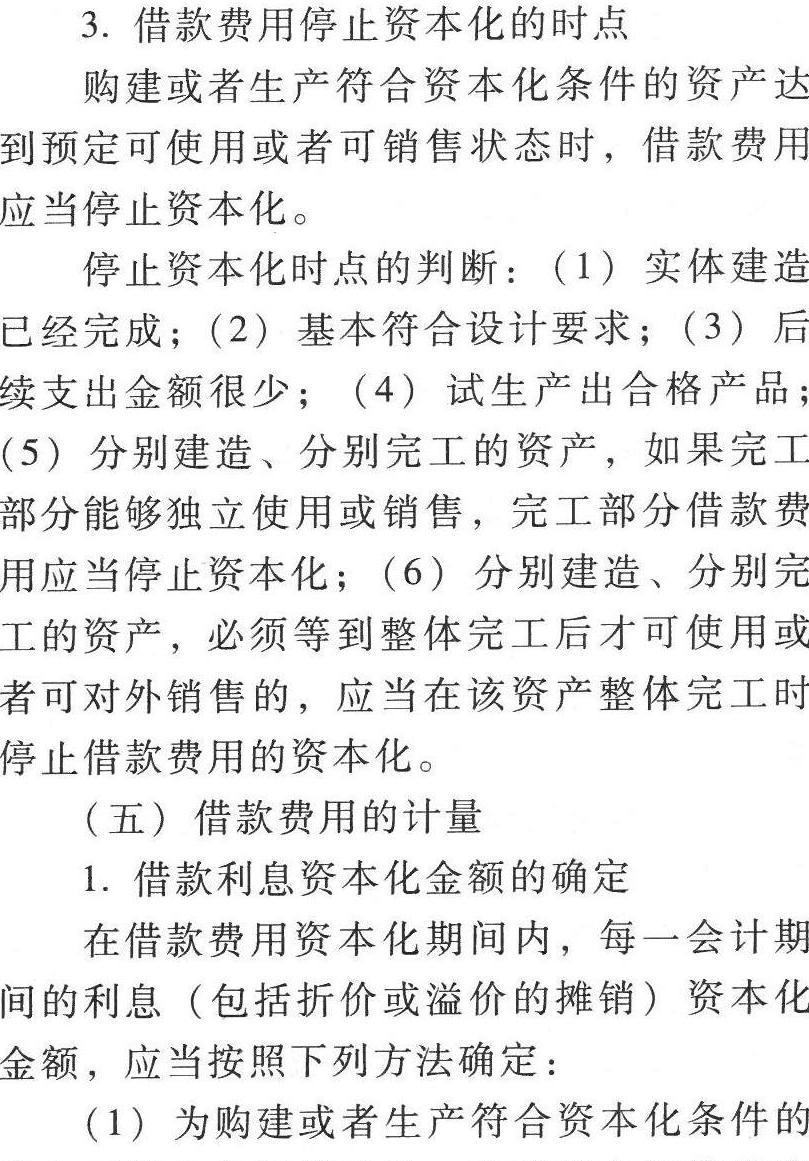 3. 借款费用停止资本化的时点
购建或者生产符合资本化条件的资产达
到预定可使用或者可销售状态时，借款费用
应当停止资本化。
停止资本化时点的判断：（1）实体建造
已经完成；（2）基本符合设计要求；（3）后
续支出金额很少；（4）试生产出合格产品；
（5）分别建造、分别完工的资产，如果完工
部分能够独立使用或销售，完工部分借款费
用应当停止资本化；（6）分别建造、分别完
工的资产，必须等到整体完工后才可使用或
者可对外销售的，应当在该资产整体完工时
停止借款费用的资本化。
（五）借款费用的计量
1. 借款利息资本化金额的确定
在借款费用资本化期间内，每一会计期
间的利息（包括折价或溢价的摊销）资本化
金额，应当按照下列方法确定：
（1）为购建或者生产符合资本化条件的